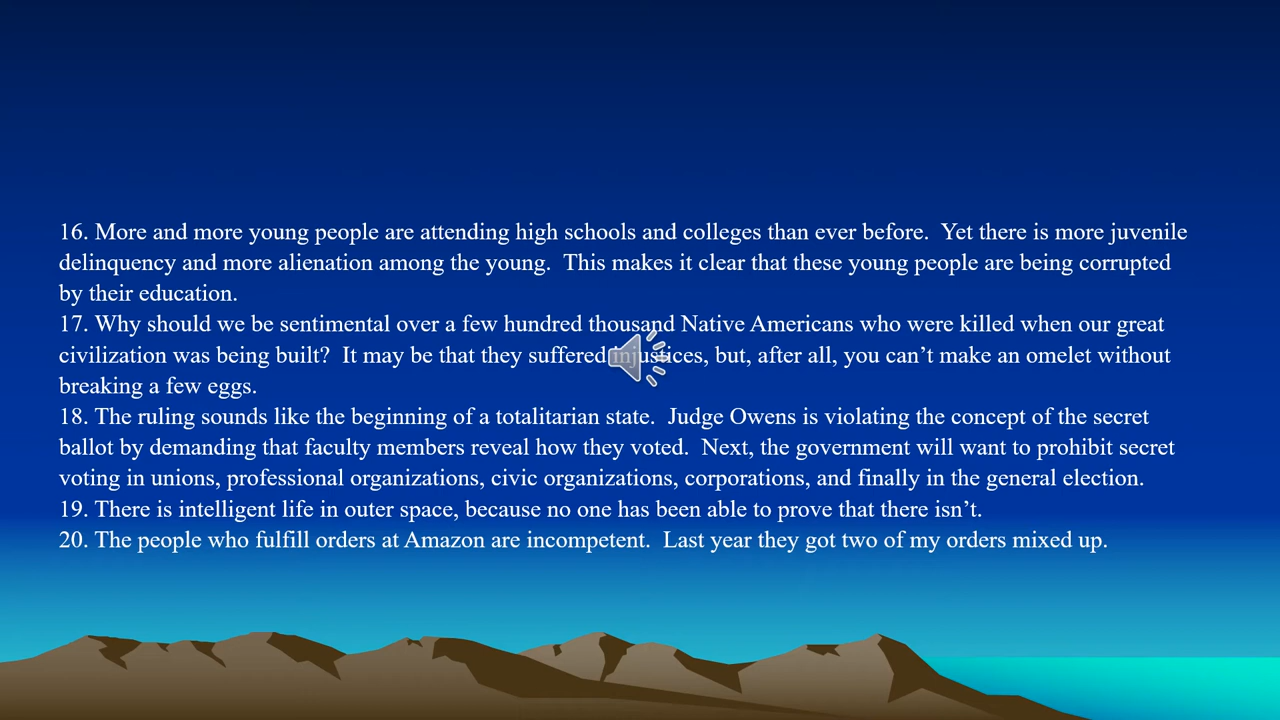 16. More and more young people are attending high schools and colleges than ever before.  Yet there is more juvenile
delinquency and more alienation among the young.  This makes it clear that these young people are being corrupted
by their education.
17. Why should we be sentimental over a few hundred thousand Native Americans who were killed when our great
civilization was being built?  It may be that they suffered injustices, but, after all, you can’t make an omelet without
breaking a few eggs.
18. The ruling sounds like the beginning of a totalitarian state.  Judge Owens is violating the concept of the secret
ballot by demanding that faculty members reveal how they voted.  Next, the government will want to prohibit secret
voting in unions, professional organizations, civic organizations, corporations, and finally in the general election.
19. There is intelligent life in outer space, because no one has been able to prove that there isn’t.
20. The people who fulfill orders at Amazon are incompetent.  Last year they got two of my orders mixed up.